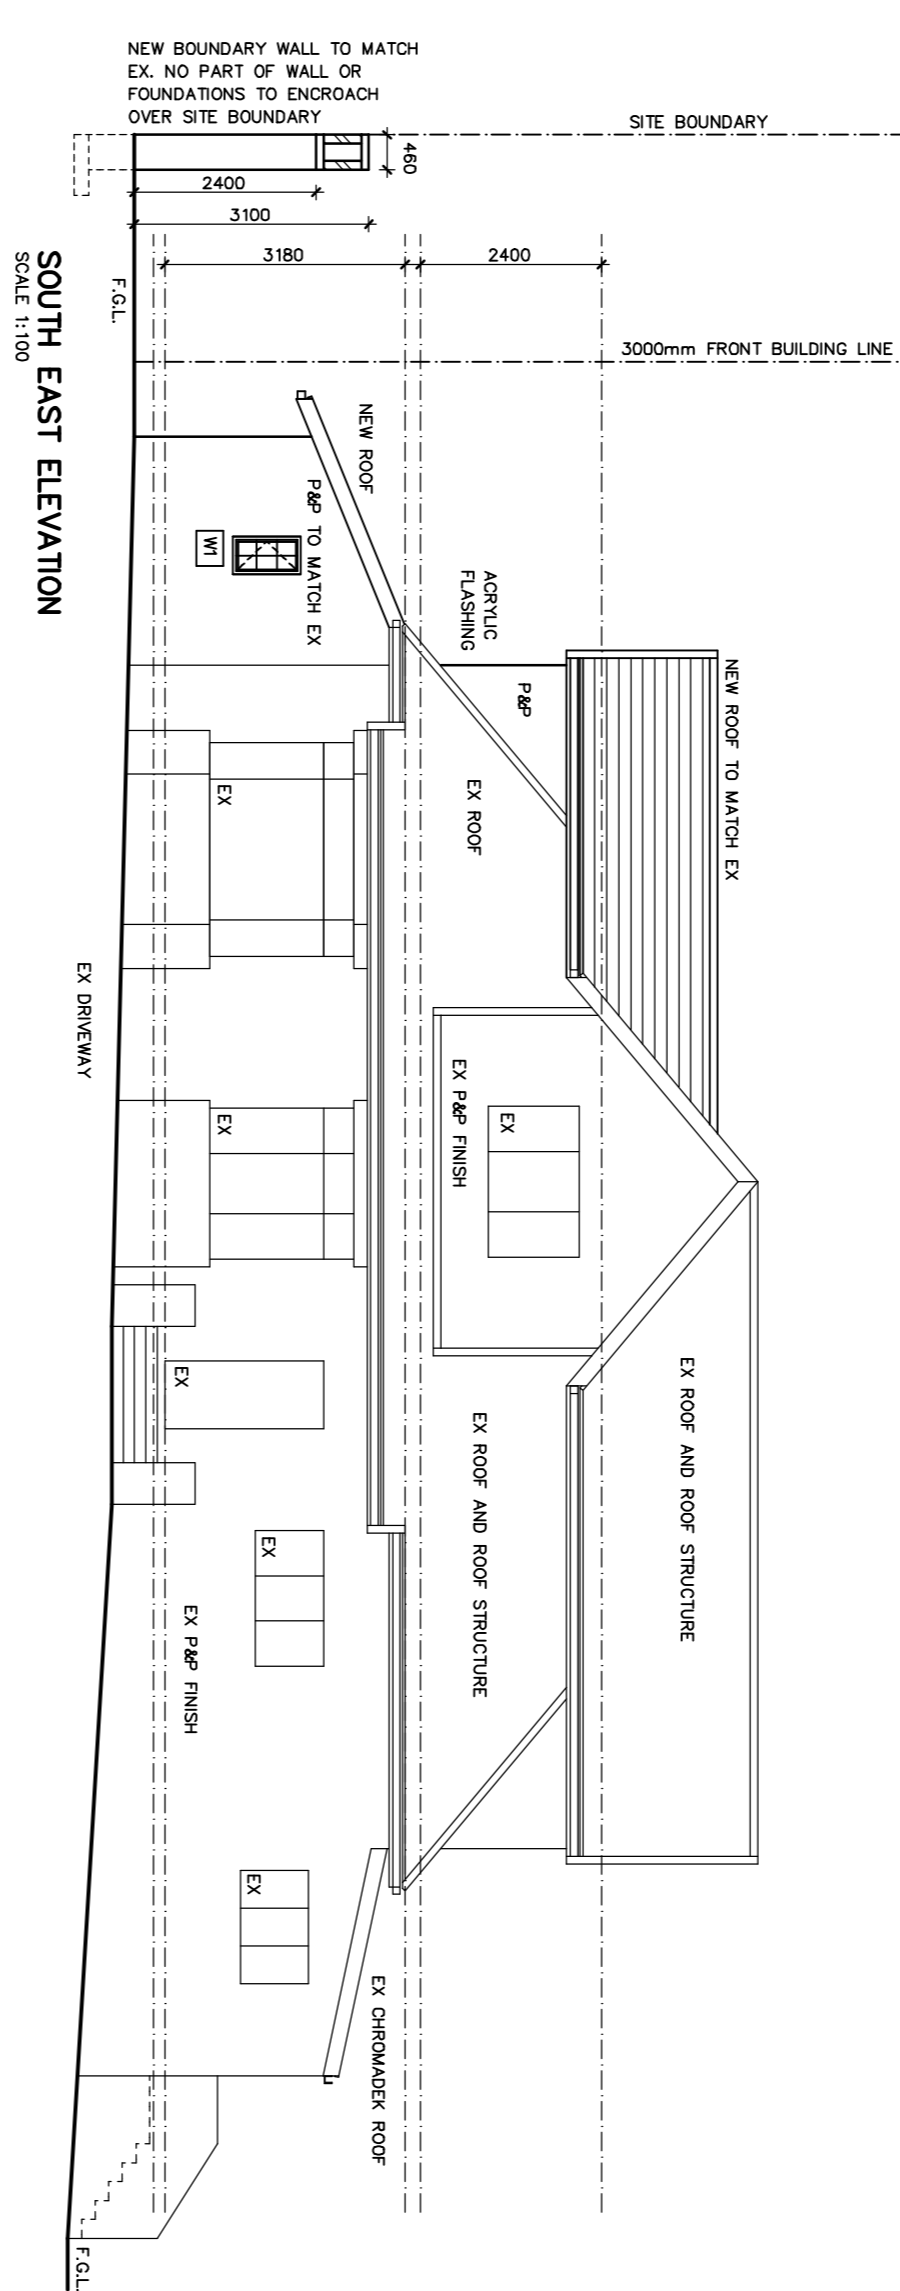 NEW BOUNDARY WALL TO MATCH
EX. NO PART OF WALL OR
FOUNDATIONS TO ENCROACH
OVER SITE BOUNDARY
SITE BOUNDARY
460
2400
3100
3180
2400
3000mm FRONT BUILDING LINE
F.G.L.
SOUTH EAST ELEVATION
SCALE 1:100
NEW ROOF
P&P TO MATCH EX
W1
ACRYLIC
FLASHING
P&P
NEW ROOF TO MATCH EX
EX ROOF
EX
EX DRIVEWAY
EX P&P FINISH
EX
EX
EX
EX ROOF AND ROOF STRUCTURE
EX ROOF AND ROOF STRUCTURE
EX
EX P&P FINISH
EX
EX CHROMADEK ROOF
F.G.L.